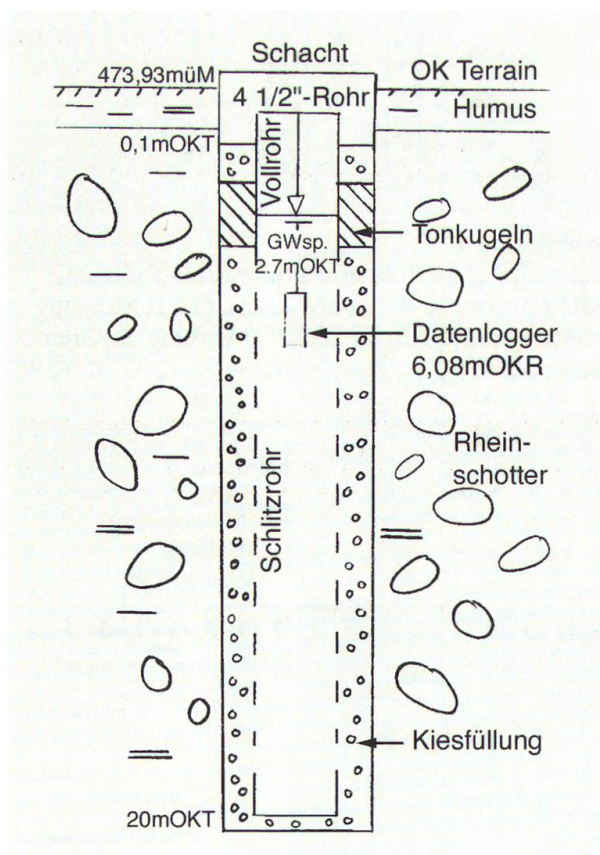 Schacht
473,93müM
OK Terrain
4 1/2"-Rohr
Humus
0,1mOKT
Vollrohr
Tonkugeln
GWsp.
2.7mOKT
Datenlogger
6,08mOKR
Rhein-
schotter
Schlitzrohr
Kiesfüllung
20mOKT